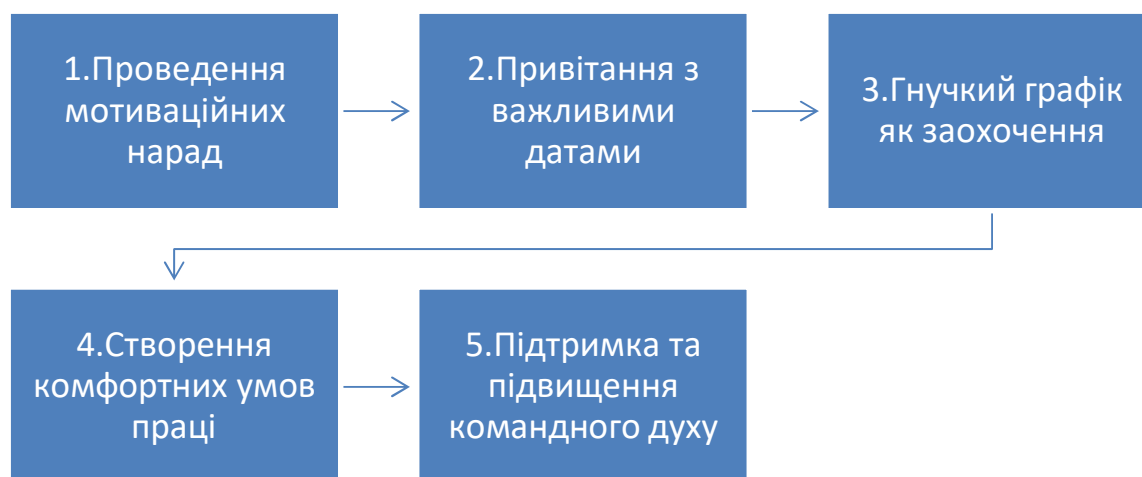 1.Проведення
мотиваційних
нарад
2.Привітання з
важливими
датами
3.Гнучкий графік
як заохочення
4.Створення
комфортних умов
праці
5.Підтримка та
підвищення
командного духу